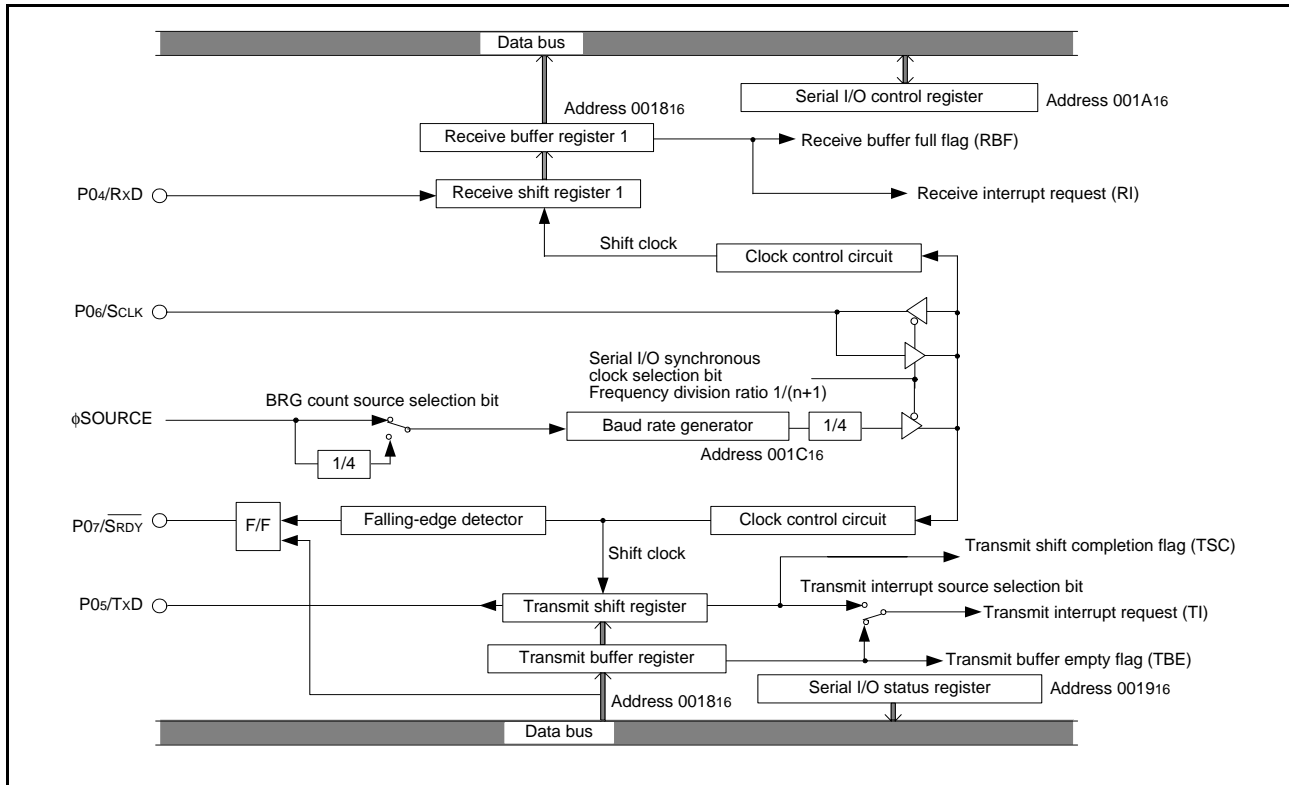 Data bus
Serial I/O control register
Address 001A16
Address 001816
Receive buffer register 1
Receive buffer full flag (RBF)
P04/RXD
Receive shift register 1
Receive interrupt request (RI)
Shift clock
Clock control circuit
P06/SCLK
Serial I/O synchronous
clock selection bit
Frequency division ratio 1/(n+1)
BRG count source selection bit
ϕSOURCE
Baud rate generator
1/4
1/4
Address 001C16
P07/SRDY
F/F
Falling-edge detector
Clock control circuit
Shift clock
Transmit shift completion flag (TSC)
Transmit interrupt source selection bit
P05/TXD
Transmit shift register
Transmit interrupt request (TI)
Transmit buffer register
Transmit buffer empty flag (TBE)
Serial I/O status register
Address 001916
Address 001816
Data bus